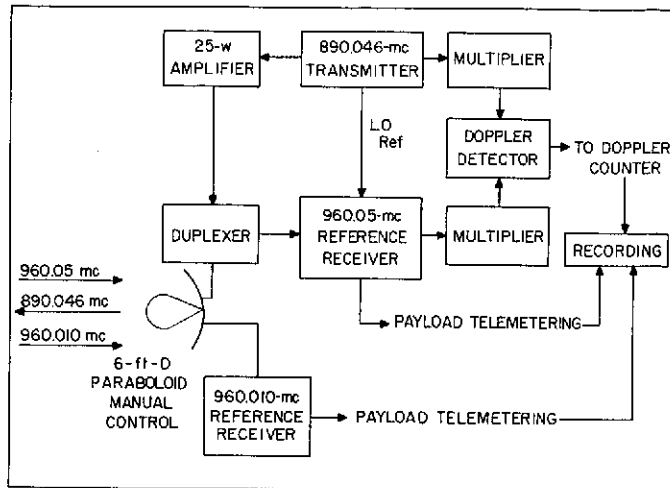 25-w
AMPLIFIER
890.046-mc
TRANSMITTER
MULTIPLIER
LO
Ref
DOPPLER
DETECTOR
TO DOPPLER
COUNTER
DUPLEXER
960.05-mc
REFERENCE
RECEIVER
MULTIPLIER
RECORDING
960.05 mc
890.046 mc
960.010 mc
PAYLOAD TELEMETERING
6-ft-D
PARABOLOID
MANUAL
CONTROL
960.010-mc
REFERENCE
RECEIVER
PAYLOAD TELEMETERING